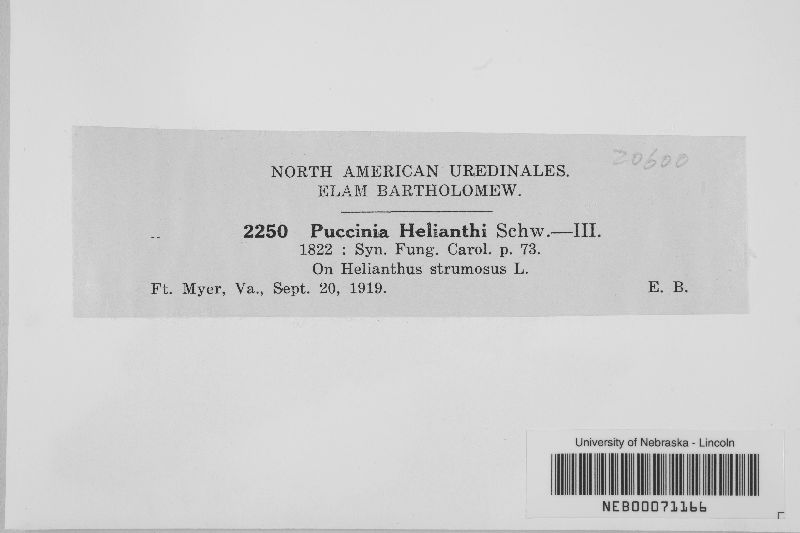 20600
NORTH AMERICAN UREDINALES.
ELAM BARTHOLOMEW.
2250 Puccinia Helianthi Schw.—III.
1822 : Syn. Fung. Carol. p. 73.
On Helianthus strumosus L.
Ft. Myer, Va., Sept. 20, 1919. E. B.
University of Nebraska - Lincoln
NEB00071166